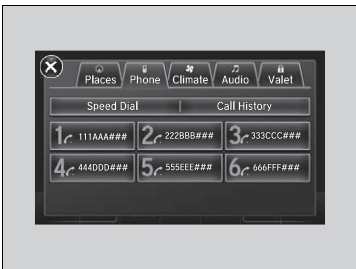 Places Phone Climate Audio Valet
Speed Dial | Call History
1 111AAA### 2 222BBB### 3 333CCC###
4 444DDD### 5 555EEE### 6 666FFF###